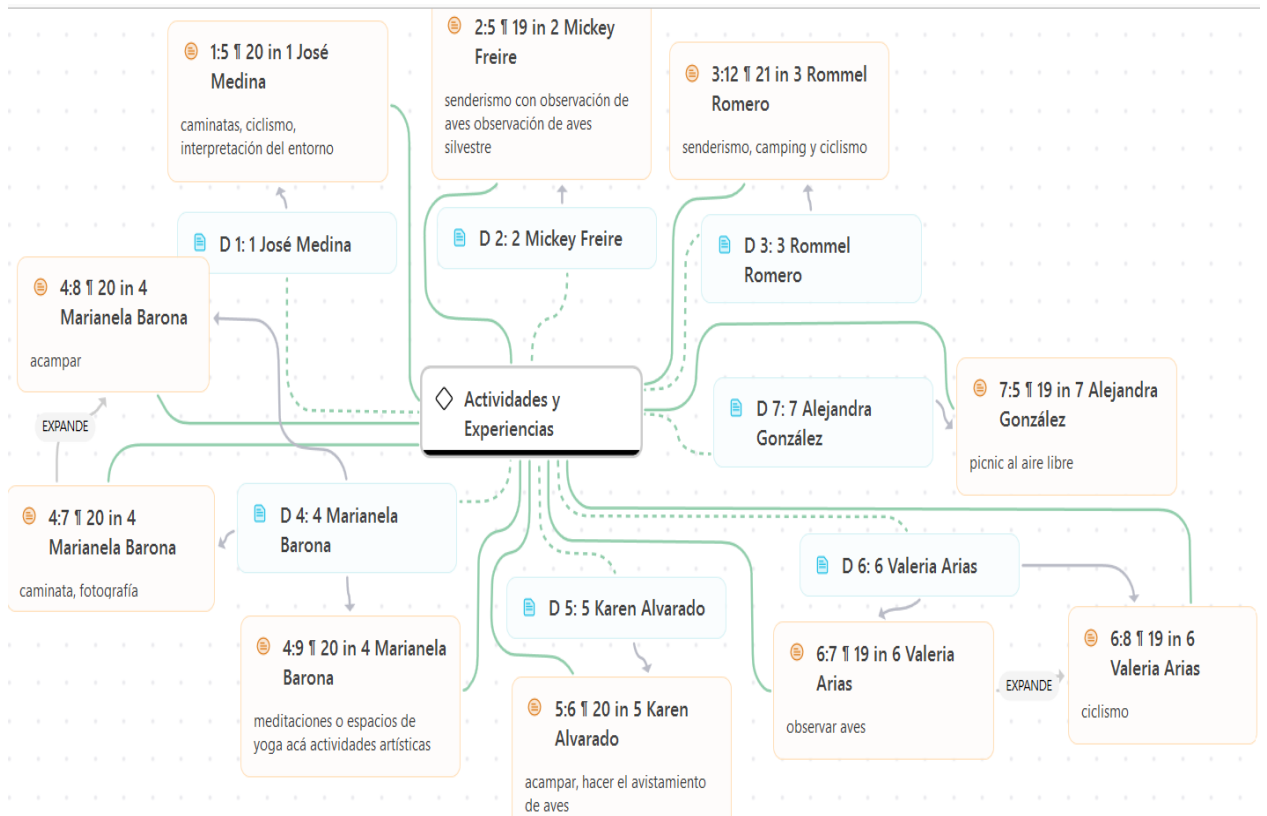 1:5 ¶ 20 in 1 José
Medina
caminatas, ciclismo,
interpretación del entorno
2:5 ¶ 19 in 2 Mickey
Freire
senderismo con observación de
aves observación de aves
silvestre
3:12 ¶ 21 in 3 Rommel
Romero
senderismo, camping y ciclismo
D 1: 1 José Medina
D 2: 2 Mickey Freire
D 3: 3 Rommel
Romero
4:8 ¶ 20 in 4
Marianela Barona
acampar
EXPANDE
Actividades y
Experiencias
D 7: 7 Alejandra
González
7:5 ¶ 19 in 7 Alejandra
González
picnic al aire libre
4:7 ¶ 20 in 4
Marianela Barona
caminata, fotografía
D 4: 4 Marianela
Barona
4:9 ¶ 20 in 4 Marianela
Barona
meditaciones o espacios de
yoga acá actividades artísticas
D 5: 5 Karen Alvarado
5:6 ¶ 20 in 5 Karen
Alvarado
acampar, hacer el avistamiento
de aves
D 6: 6 Valeria Arias
6:7 ¶ 19 in 6 Valeria
Arias
observar aves
EXPANDE
6:8 ¶ 19 in 6
Valeria Arias
ciclismo